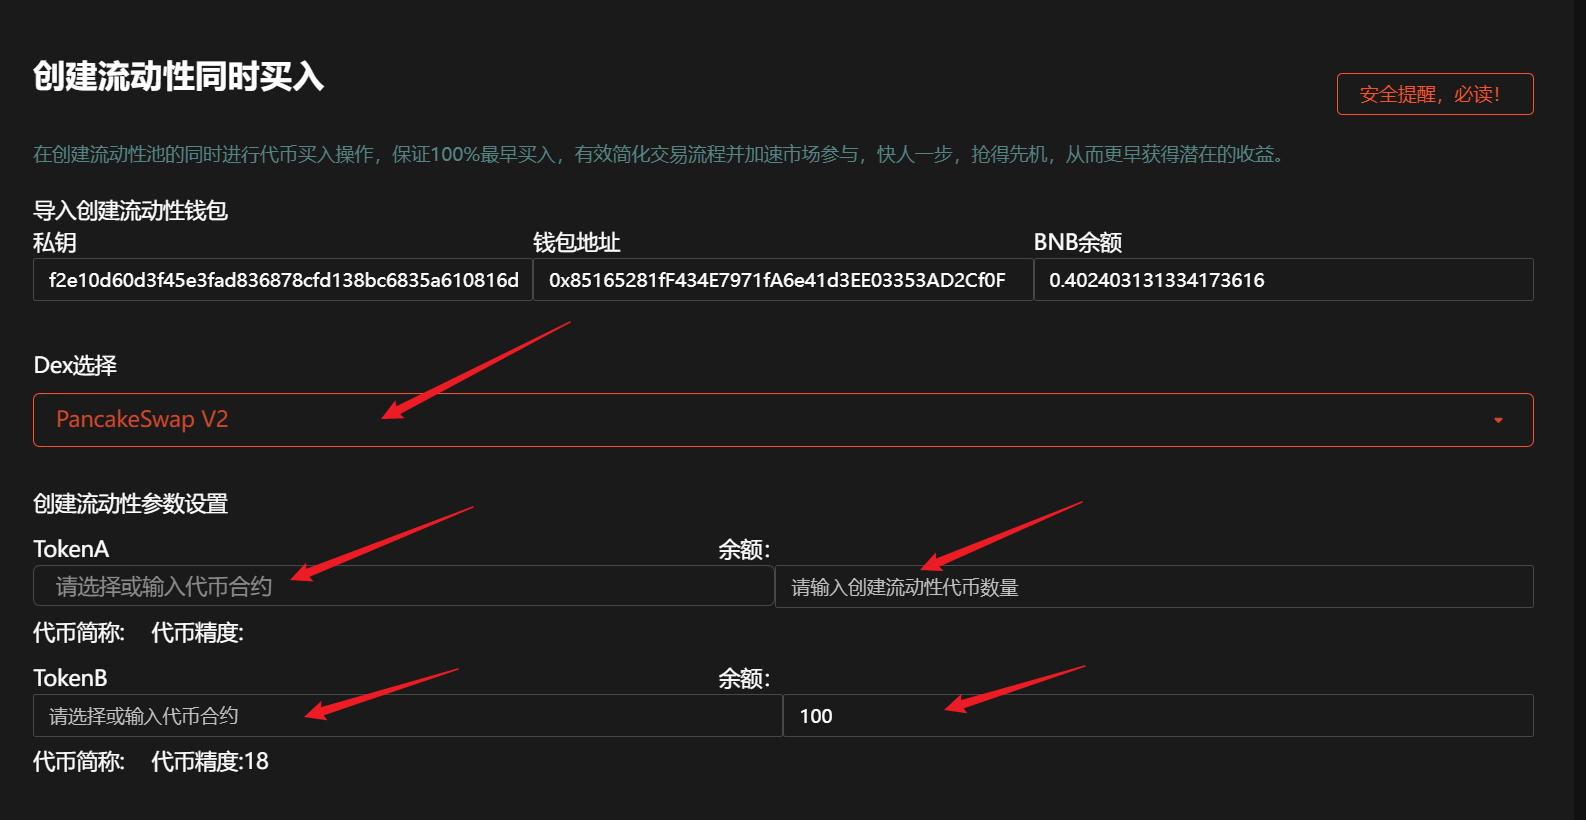 创建流动性同时买入
安全提醒，必读！
在创建流动性池的同时进行代币买入操作，保证100%最早买入，有效简化交易流程并加速市场参与，快人一步，抢得先机，从而更早获得潜在的收益。
导入创建流动性钱包
私钥 钱包地址 BNB余额
f2e10d60d3f45e3fad836878cfd138bc6835a610816d 0x85165281fF434E7971fA6e41d3EE03353AD2Cf0F 0.402403131334173616
Dex选择
PancakeSwap V2
创建流动性参数设置
TokenA 余额：
请选择或输入代币合约 请输入创建流动性代币数量
代币简称: 代币精度:
TokenB 余额：
请选择或输入代币合约 100
代币简称: 代币精度:18